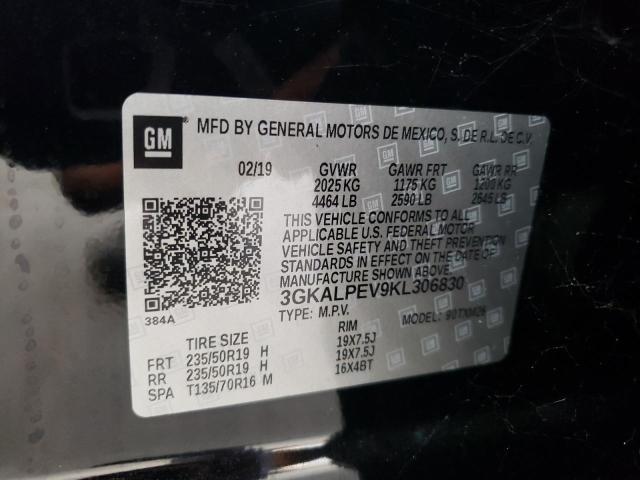 GM
MFD BY GENERAL MOTORS DE MEXICO, S. DE R.L. DE C.V.
02/19 GVWR GAWR FRT GAWR RR
2025 KG 1175 KG 1200 KG
4464 LB 2590 LB 2645 LB
THIS VEHICLE CONFORMS TO ALL
APPLICABLE U.S. FEDERAL MOTOR
VEHICLE SAFETY AND THEFT PREVENTION
STANDARDS IN EFFECT ON THE DATE
OF MANUFACTURE SHOWN ABOVE.
3GKALPEV9KL306830
384A
TYPE: M.P.V. MODEL:
TIRE SIZE RIM
FRT 235/50R19 H 19X7.5J
RR 235/50R19 H 19X7.5J
SPA T135/70R16 M 16X4BT